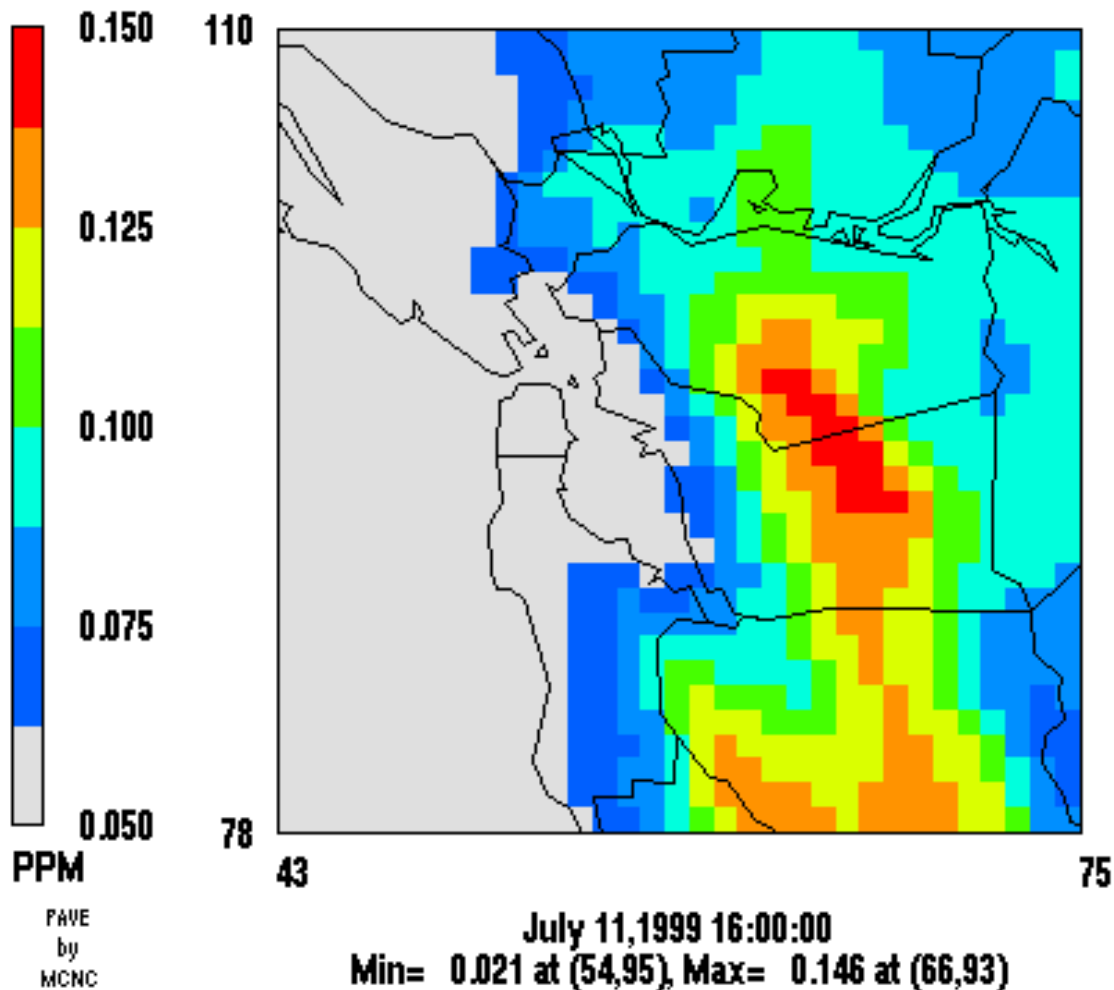 0.150
0.125
0.100
0.075
0.050
PPM
PAVE
by
MCNC
110
78
43
75
July 11,1999 16:00:00
Min= 0.021 at (54,95), Max= 0.146 at (66,93)